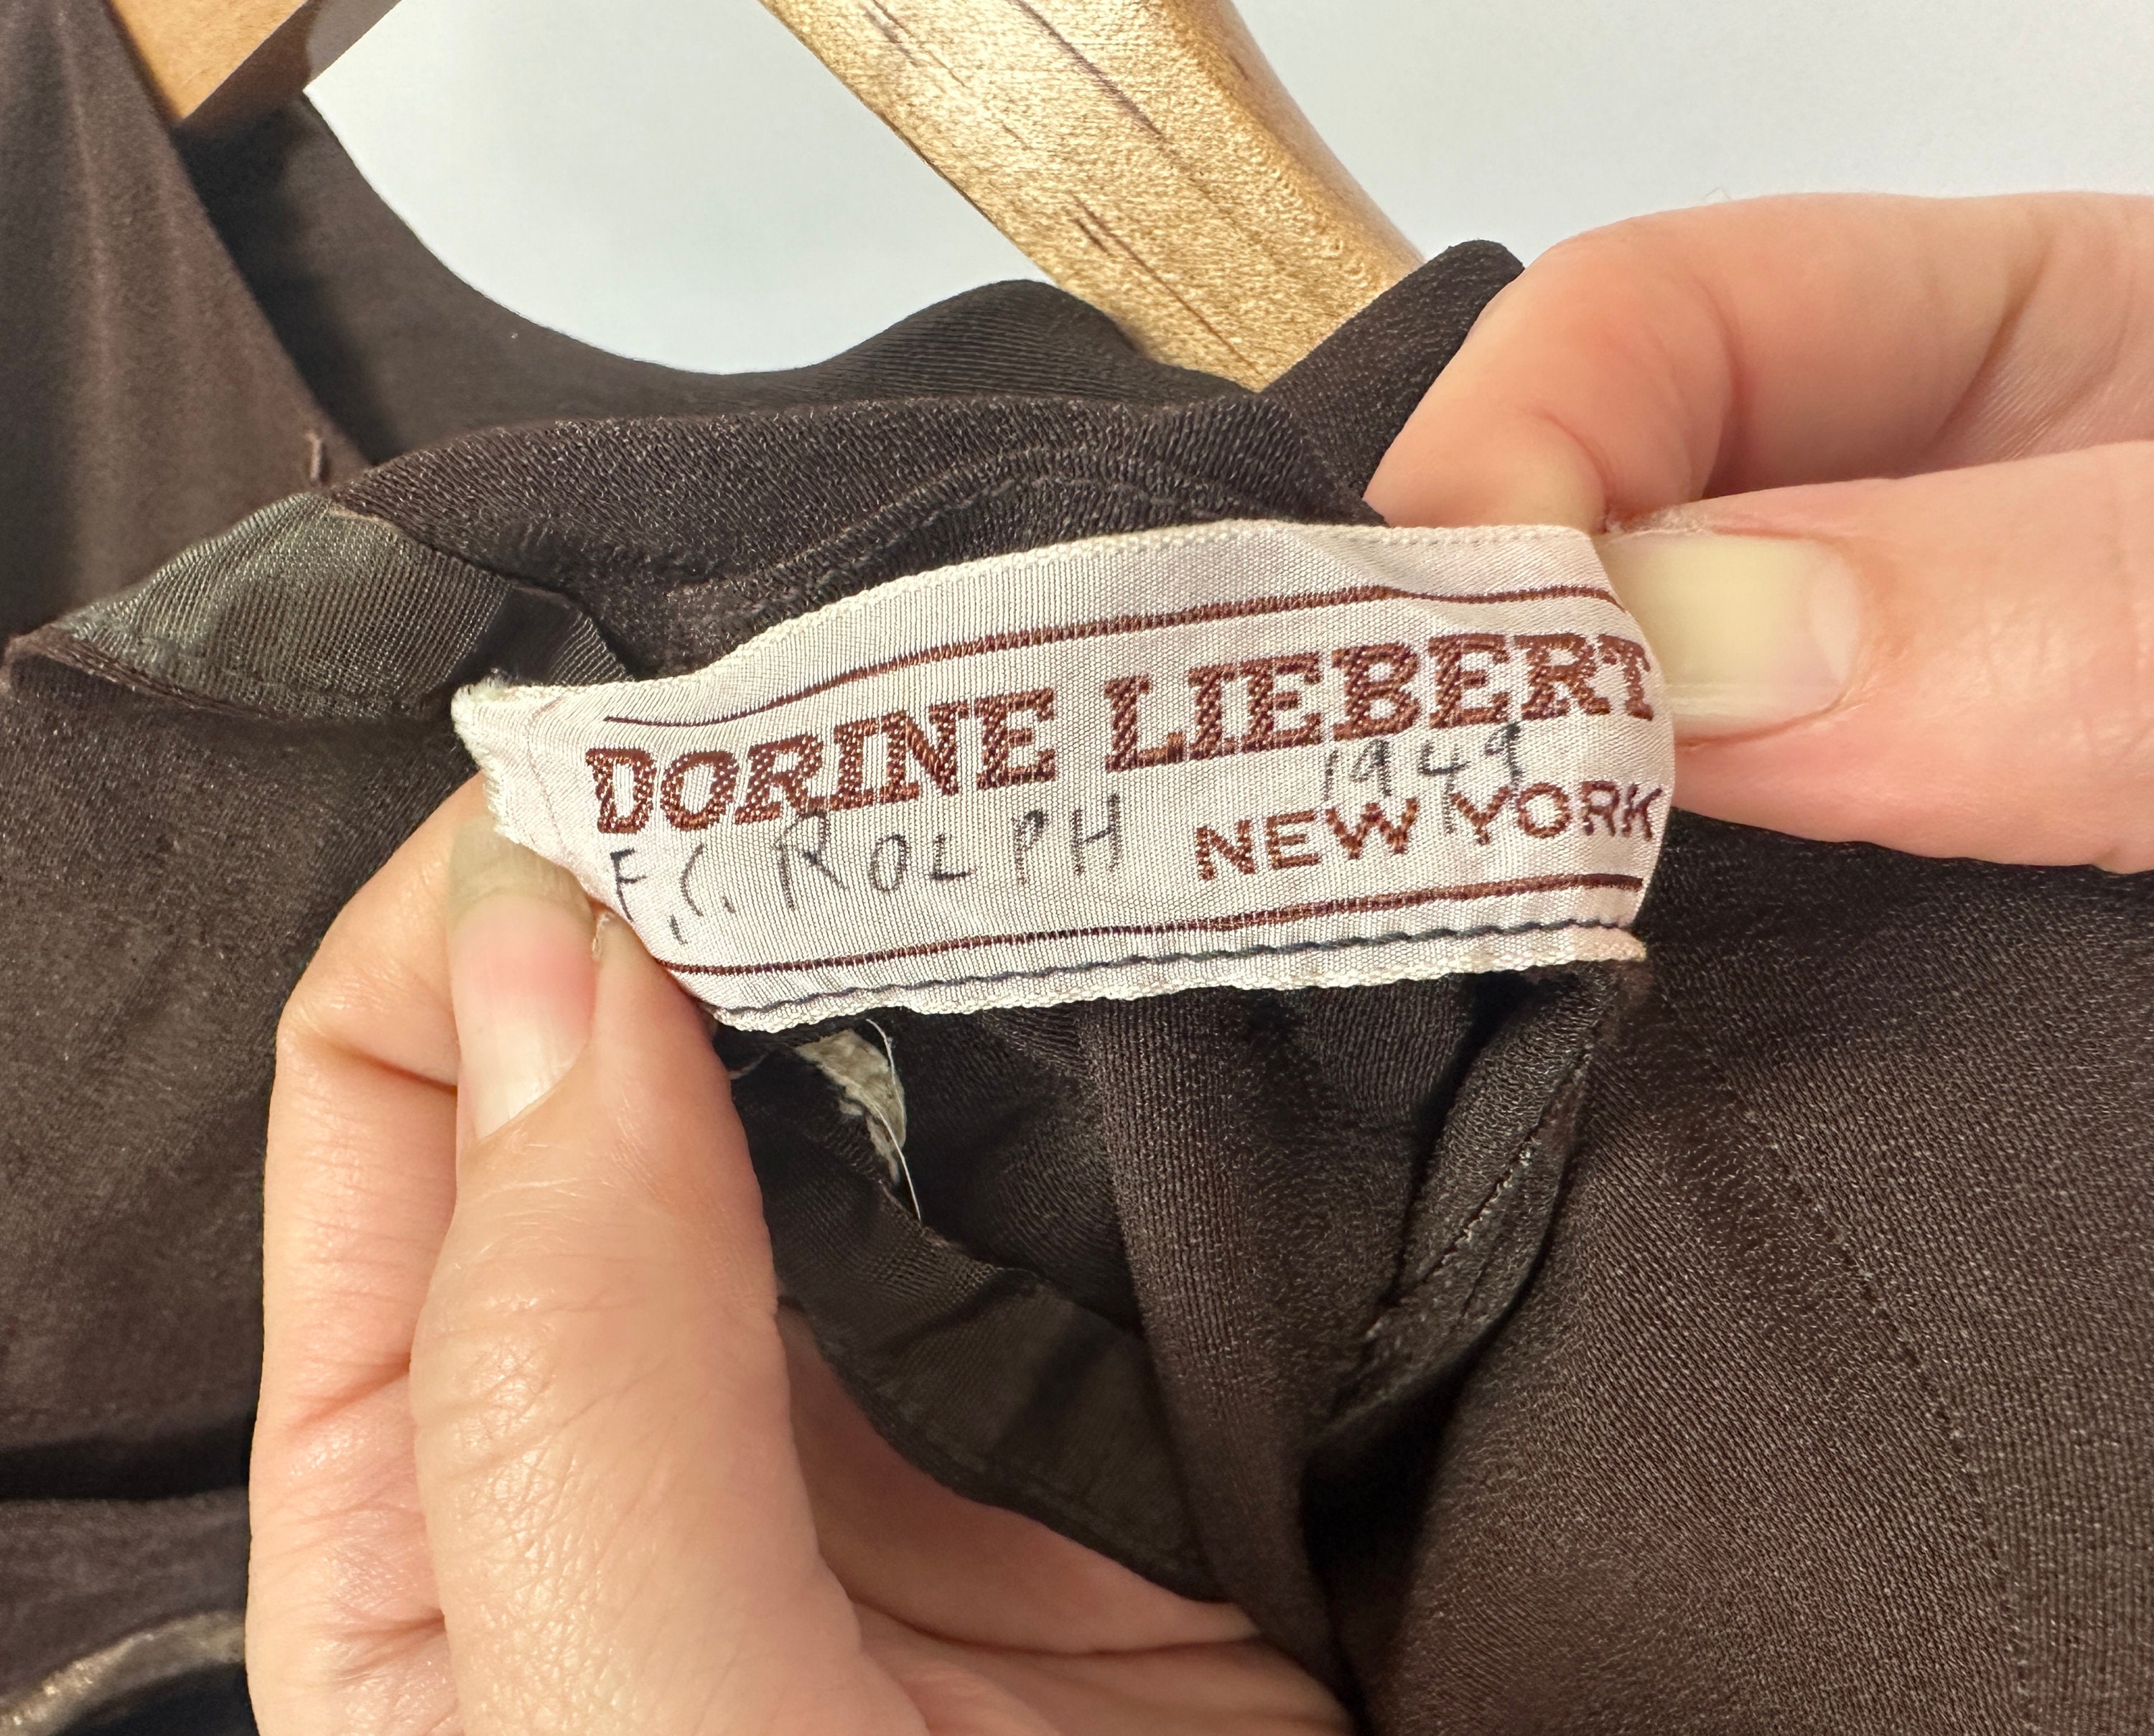 DORINE LIEBERT
1949
F.C. ROLPH NEW YORK